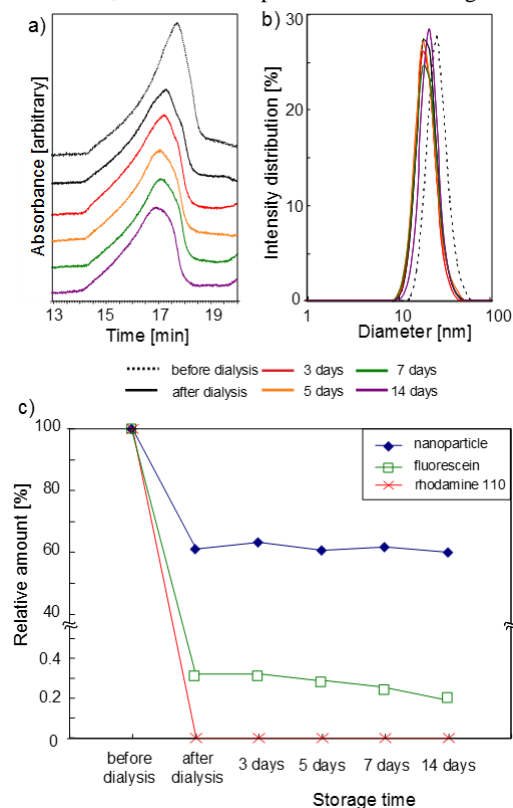 a)
b)
Absorbance [arbitrary]
13 15 17 19
Time [min]
Intensity distribution [%]
30
20
10
0
1 10 100
Diameter [nm]
before dialysis 3 days 7 days
after dialysis 5 days 14 days
c)
Relative amount [%]
100
80
60
40
0.4
0.2
0
nanoparticle
fluorescein
rhodamine 110
before
dialysis
after
dialysis
3 days 5 days 7 days 14 days
Storage time